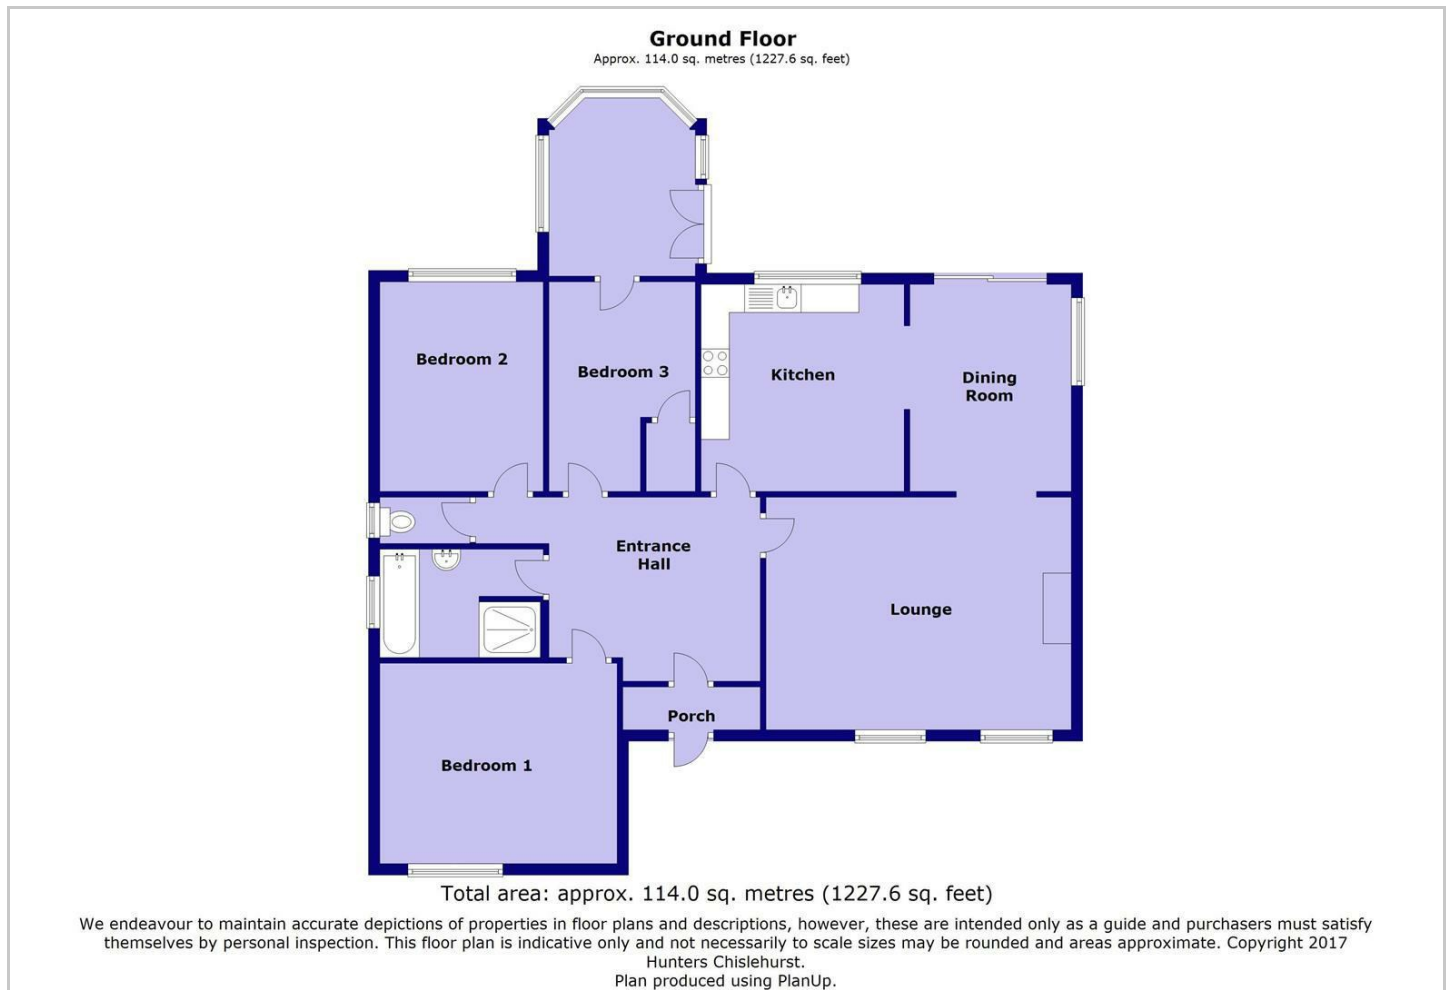 Ground Floor
Approx. 114.0 sq. metres (1227.6 sq. feet)
Bedroom 2
Bedroom 3
Kitchen
Dining
Room
Entrance
Hall
Lounge
Porch
Bedroom 1
Total area: approx. 114.0 sq. metres (1227.6 sq. feet)
We endeavour to maintain accurate depictions of properties in floor plans and descriptions, however, these are intended only as a guide and purchasers must satisfy
themselves by personal inspection. This floor plan is indicative only and not necessarily to scale sizes may be rounded and areas approximate. Copyright 2017
Hunters Chislehurst.
Plan produced using PlanUp.